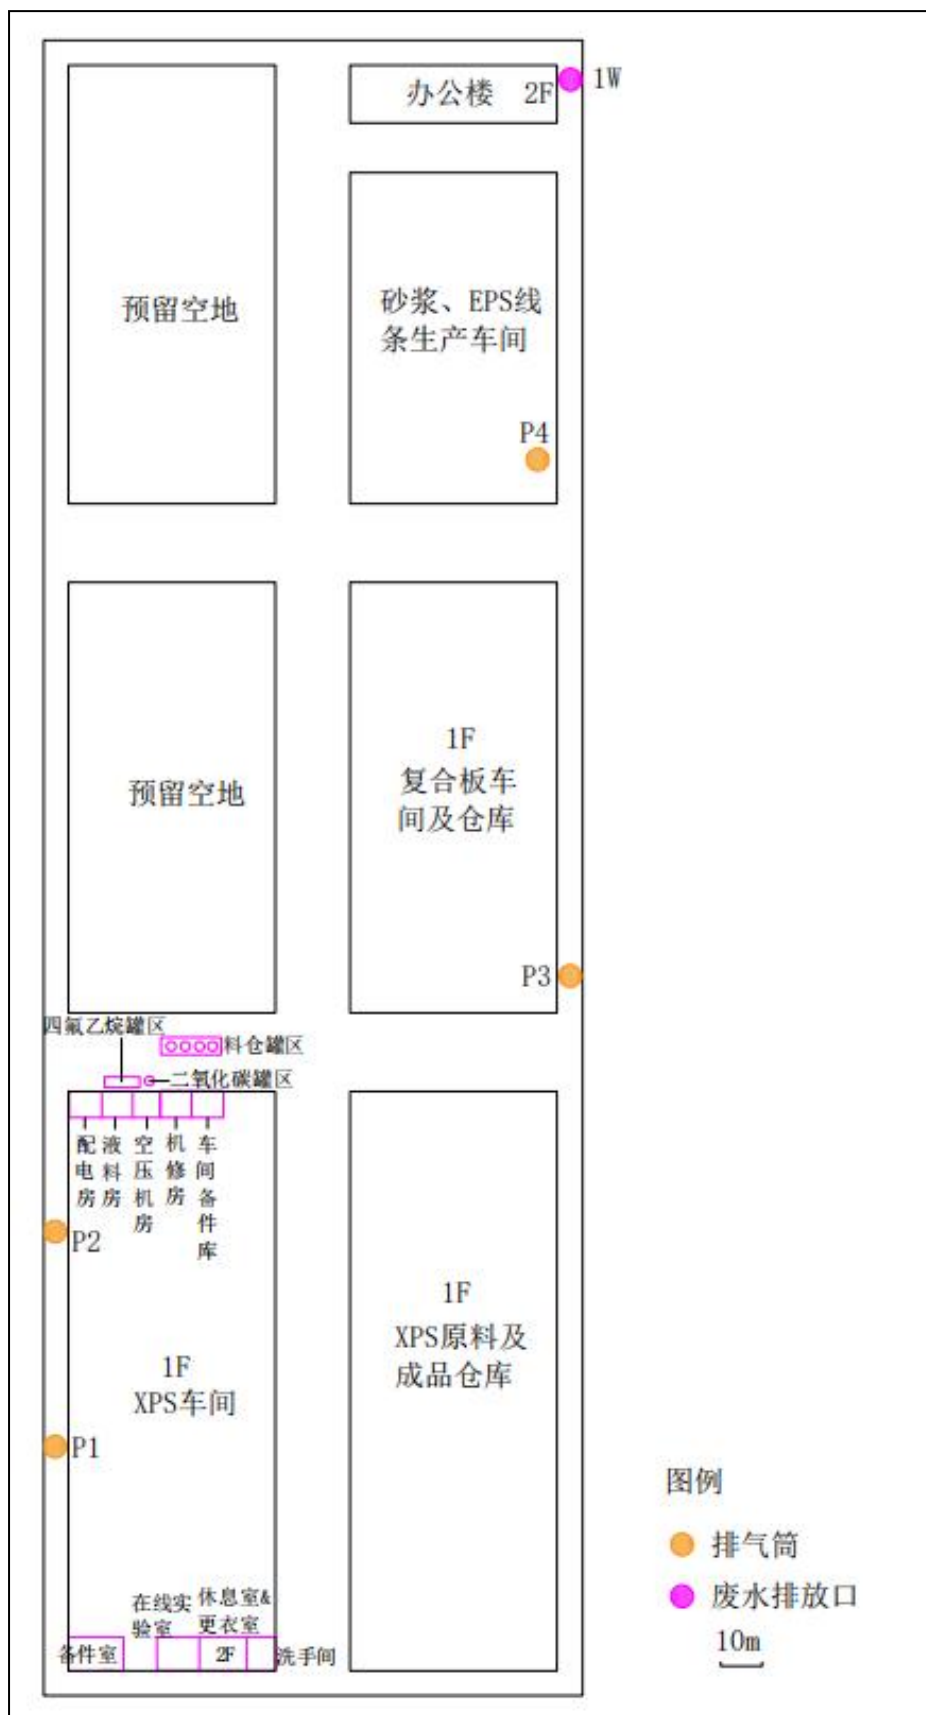 办公楼 2F
1W
预留空地
砂浆、EPS线
条生产车间
P4
预留空地
1F
复合板车
间及仓库
P3
四氟乙烷罐区
料仓罐区
二氧化碳罐区
配电房
液料房
空压机房
机修房
车间备件库
P2
1F
XPS车间
P1
1F
XPS原料及
成品仓库
在线实
验室
休息室&
更衣室
备件室
2F
洗手间
图例
排气筒
废水排放口
10m